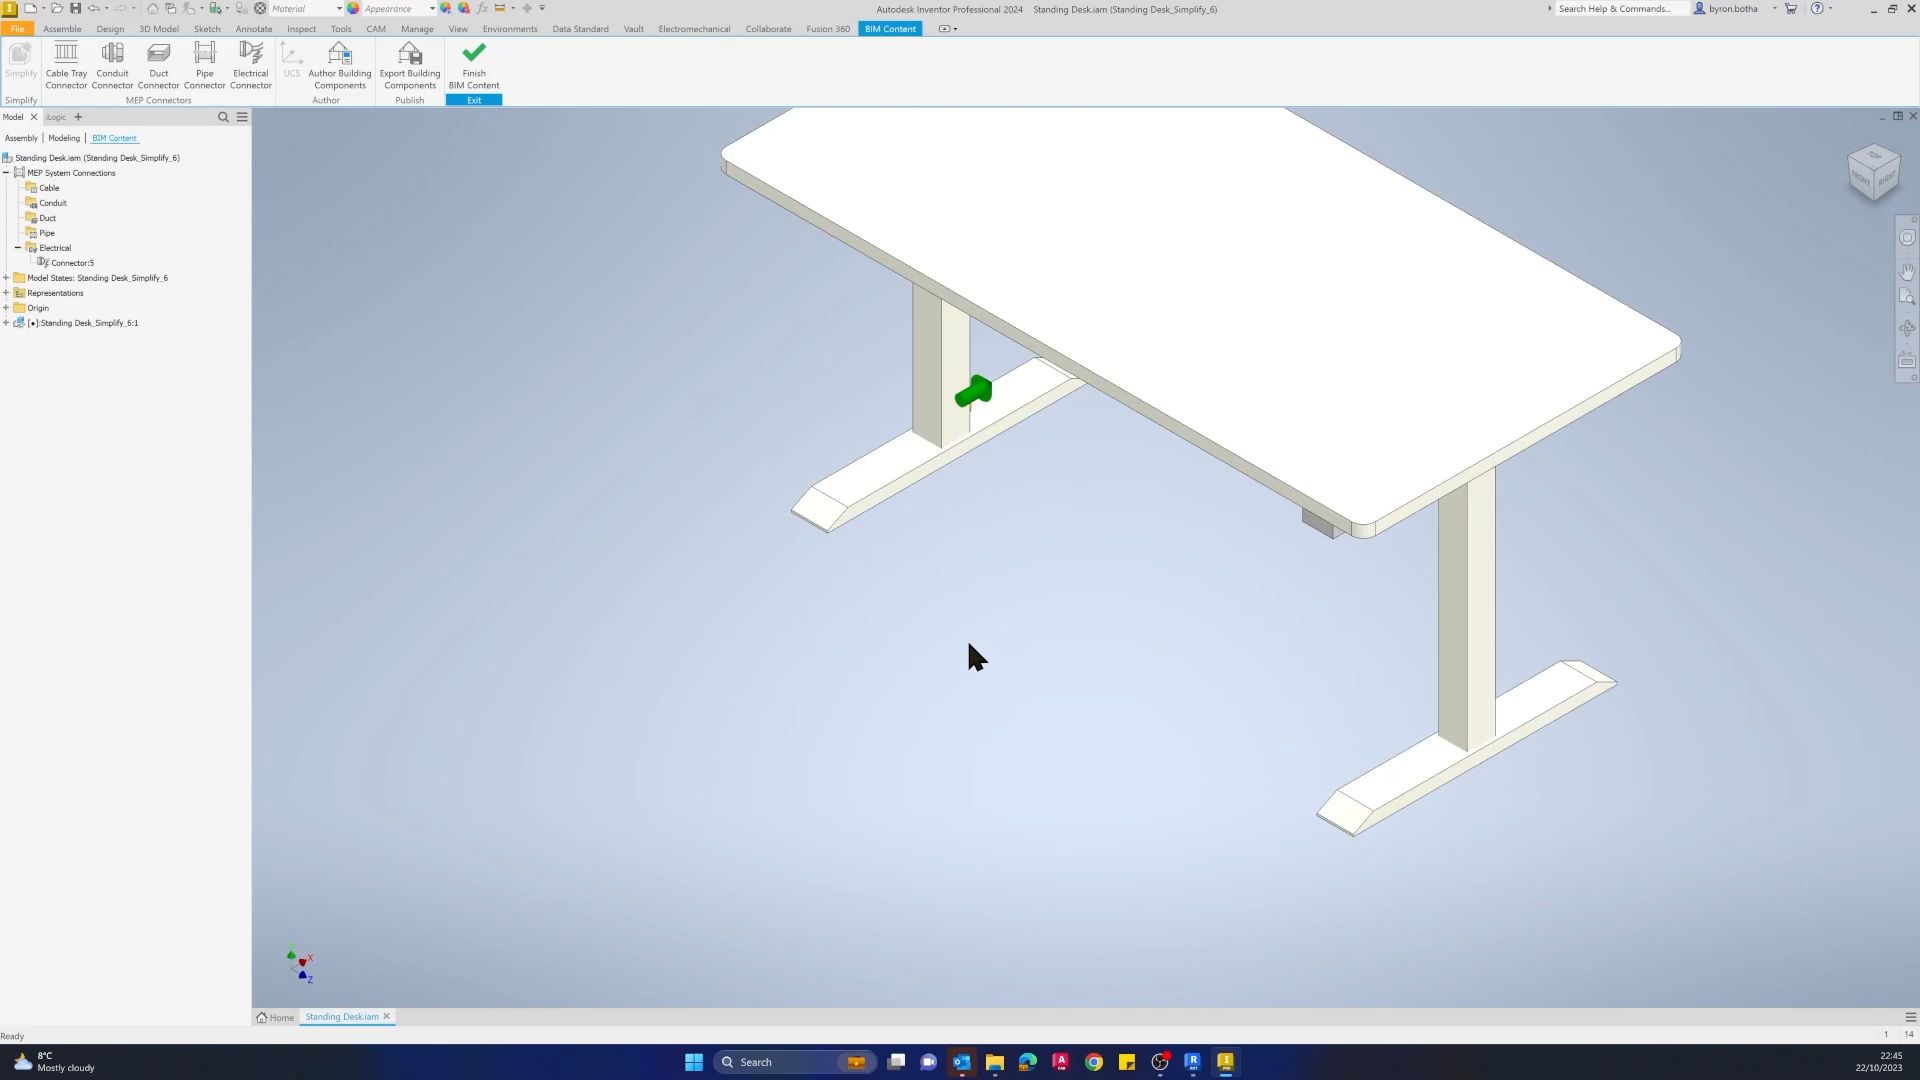 Material
Appearance
Autodesk Inventor Professional 2024 Standing Desk.iam (Standing Desk_Simplify_6)
Search Help & Commands...
byron.botha
File
Assemble
Design
3D Model
Sketch
Annotate
Inspect
Tools
CAM
Manage
View
Environments
Data Standard
Vault
Electromechanical
Collaborate
Fusion 360
BIM Content
Simplify
Cable Tray
Connector
Conduit
Connector
Duct
Connector
Pipe
Connector
Electrical
Connector
UCS
Author Building
Components
Export Building
Components
Finish
BIM Content
Simplify
MEP Connectors
Author
Publish
Exit
Model
iLogic
Assembly
Modeling
BIM Content
Standing Desk.iam (Standing Desk_Simplify_6)
MEP System Connections
Cable
Conduit
Duct
Pipe
Electrical
Connector:5
Model States: Standing Desk_Simplify_6
Representations
Origin
[●]:Standing Desk_Simplify_6:1
TOP
FRONT
RIGHT
X
Z
Home
Standing Desk.iam
Ready
1 14
8°C
Mostly cloudy
Search
22:45
22/10/2023